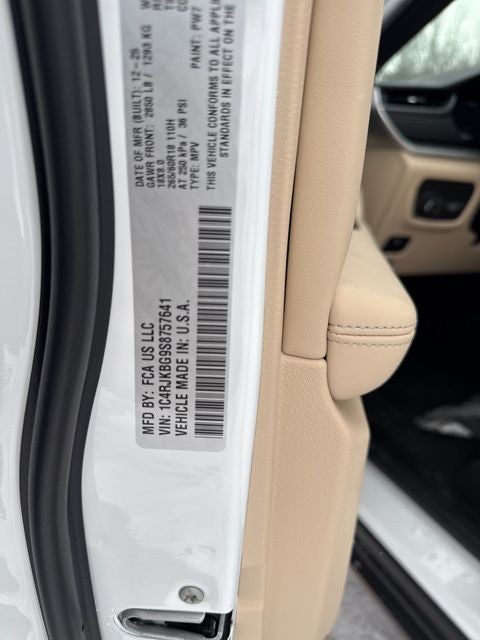 MFD BY: FCA US LLC
DATE OF MFR (BUILT): 12-25
GAWR FRONT: 2850 LB / 1293 KG
18X8.0
265/60R18 110H
AT 250 kPa / 36 PSI
TYPE: MPV
PAINT: PW7
THIS VEHICLE CONFORMS TO ALL APPLI
STANDARDS IN EFFECT ON THE
VIN: 1C4RJKBG9S8757641
VEHICLE MADE IN: U.S.A.